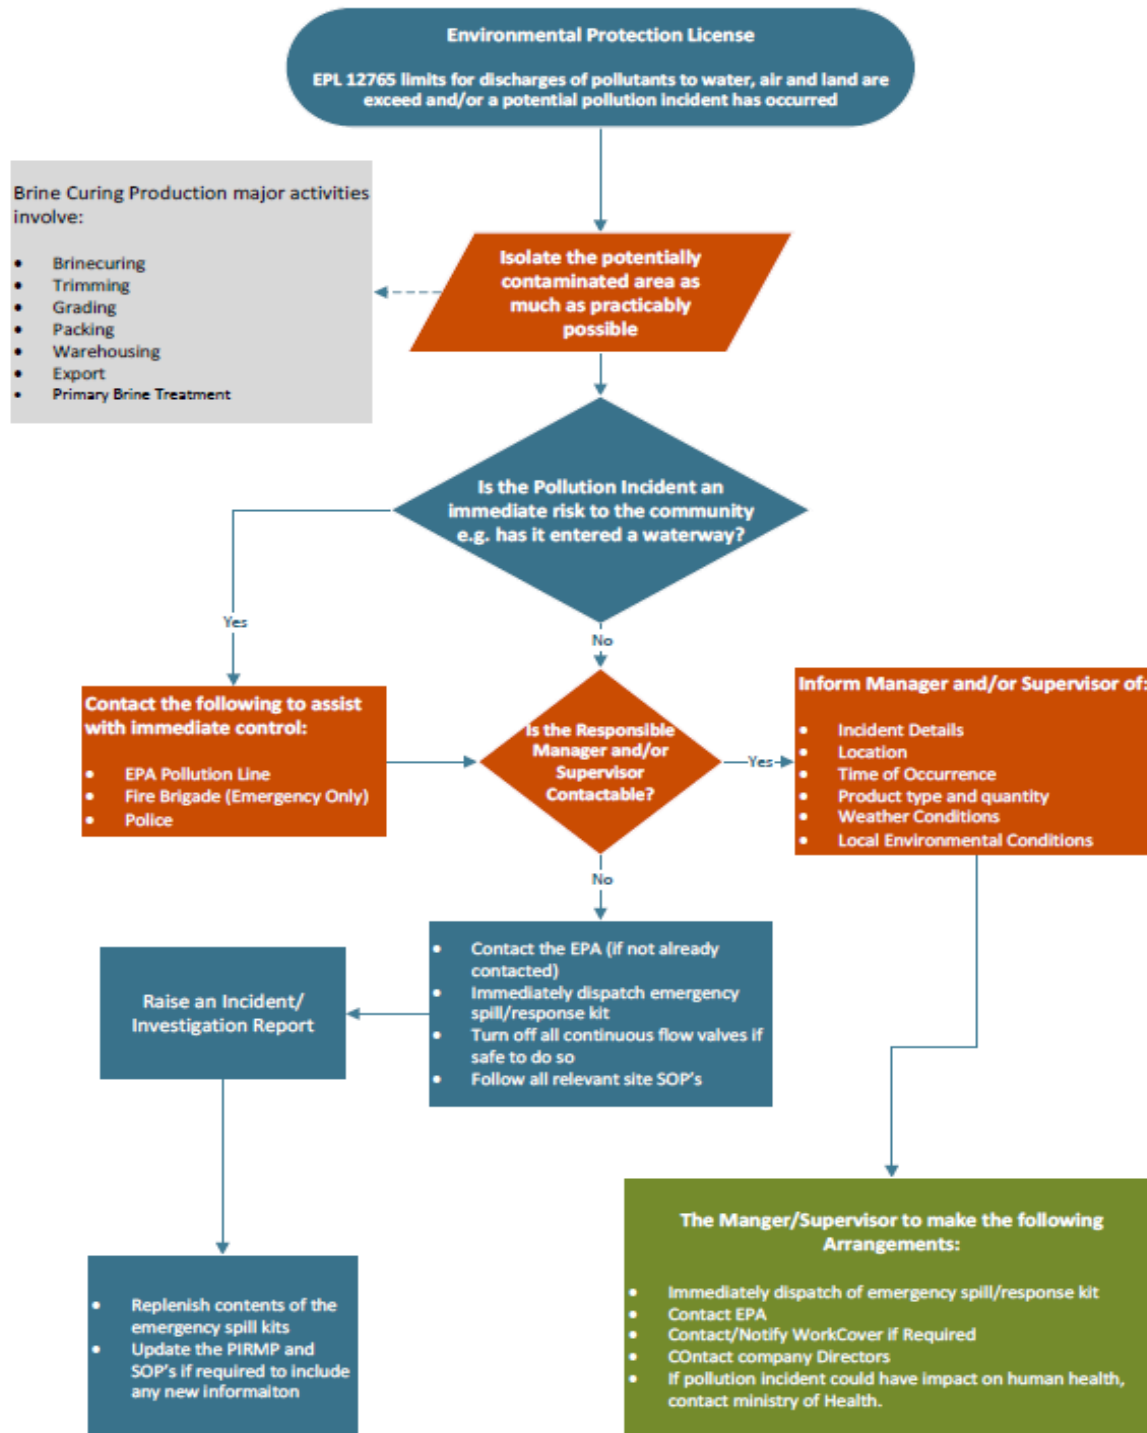 Environmental Protection License
EPL 12765 limits for discharges of pollutants to water, air and land are
exceed and/or a potential pollution incident has occurred
Brine Curing Production major activities
involve:
• Brinecuring
• Trimming
• Grading
• Packing
• Warehousing
• Export
• Primary Brine Treatment
Isolate the potentially
contaminated area as
much as practicably
possible
Is the Pollution Incident an
immediate risk to the community
e.g. has it entered a waterway?
Yes
No
Contact the following to assist
with immediate control:
• EPA Pollution Line
• Fire Brigade (Emergency Only)
• Police
Is the Responsible
Manager and/or
Supervisor
Contactable?
Yes
Inform Manager and/or Supervisor of:
• Incident Details
• Location
• Time of Occurrence
• Product type and quantity
• Weather Conditions
• Local Environmental Conditions
No
• Contact the EPA (if not already
contacted)
• Immediately dispatch emergency
spill/response kit
• Turn off all continuous flow valves if
safe to do so
• Follow all relevant site SOP's
Raise an Incident/
Investigation Report
• Replenish contents of the
emergency spill kits
• Update the PIRMP and
SOP's if required to include
any new informaiton
The Manger/Supervisor to make the following
Arrangements:
• Immediately dispatch of emergency spill/response kit
• Contact EPA
• Contact/Notify WorkCover if Required
• COntact company Directors
• If pollution incident could have impact on human health,
contact ministry of Health.